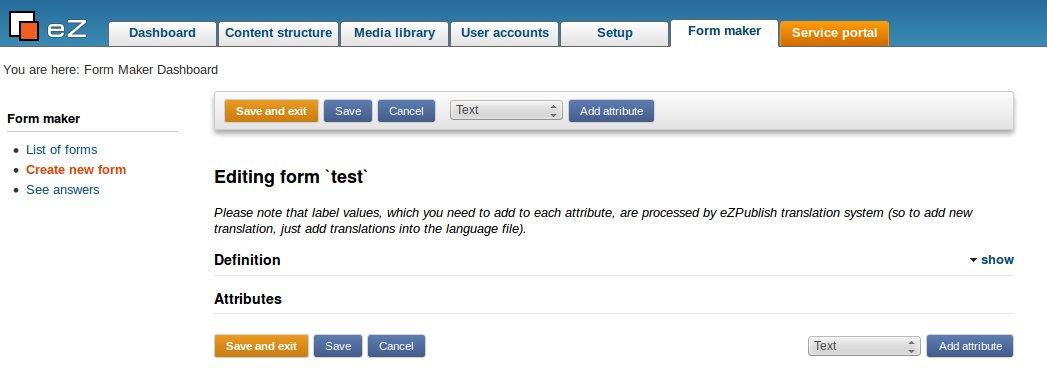 eZ
Dashboard Content structure Media library User accounts Setup Form maker Service portal
You are here: Form Maker Dashboard
Form maker
List of forms
Create new form
See answers
Save and exit Save Cancel Text Add attribute
Editing form `test`
Please note that label values, which you need to add to each attribute, are processed by eZPublish translation system (so to add new
translation, just add translations into the language file).
Definition show
Attributes
Save and exit Save Cancel Text Add attribute